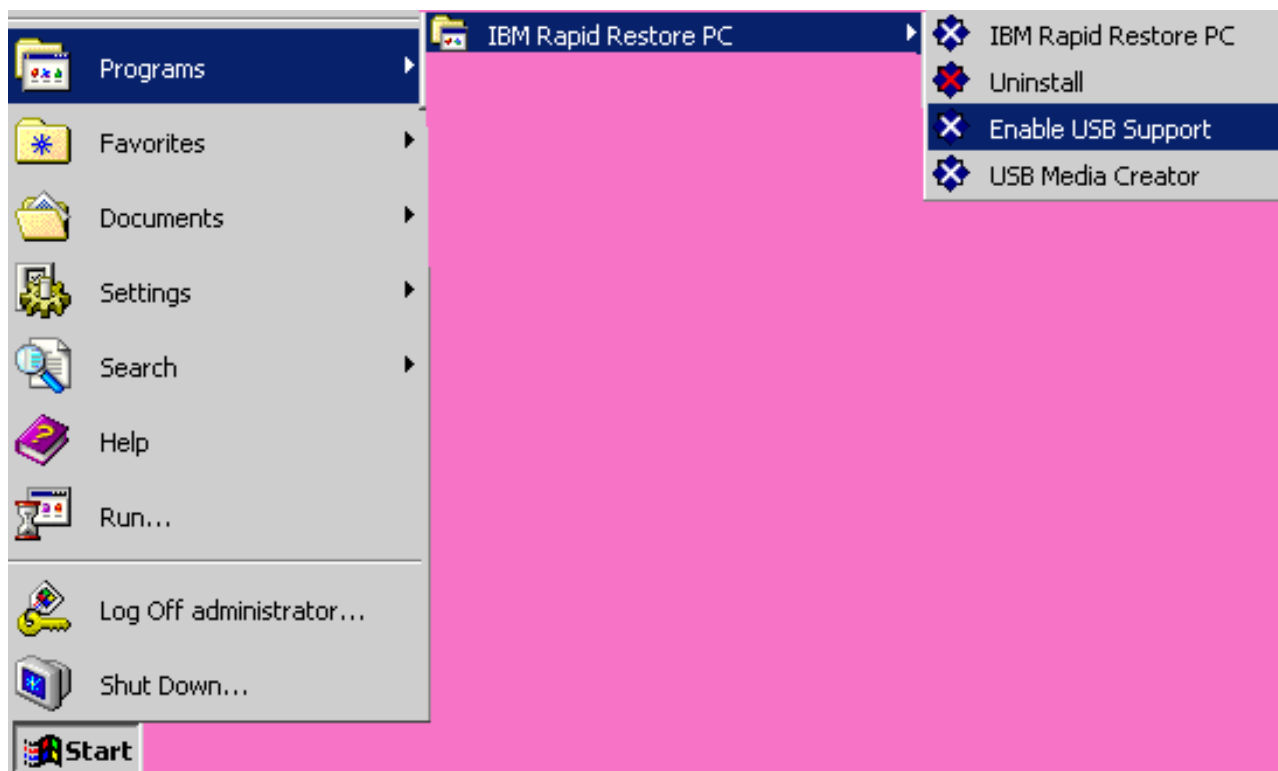 Programs
Favorites
Documents
Settings
Search
Help
Run...
Log Off administrator...
Shut Down...
Start
IBM Rapid Restore PC
IBM Rapid Restore PC
Uninstall
Enable USB Support
USB Media Creator